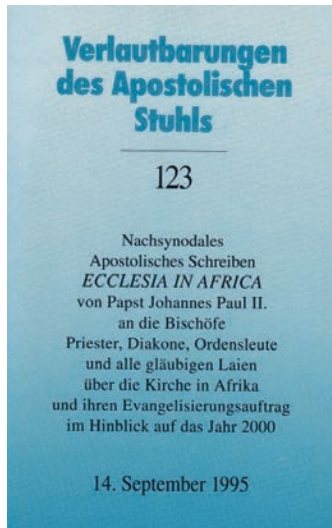 Verlautbarungen
des Apostolischen
Stuhls
123
Nachsynodales
Apostolisches Schreiben
ECCLESIA IN AFRICA
von Papst Johannes Paul II.
an die Bischöfe
Priester, Diakone, Ordensleute
und alle gläubigen Laien
über die Kirche in Afrika
und ihren Evangelisierungsauftrag
im Hinblick auf das Jahr 2000
14. September 1995